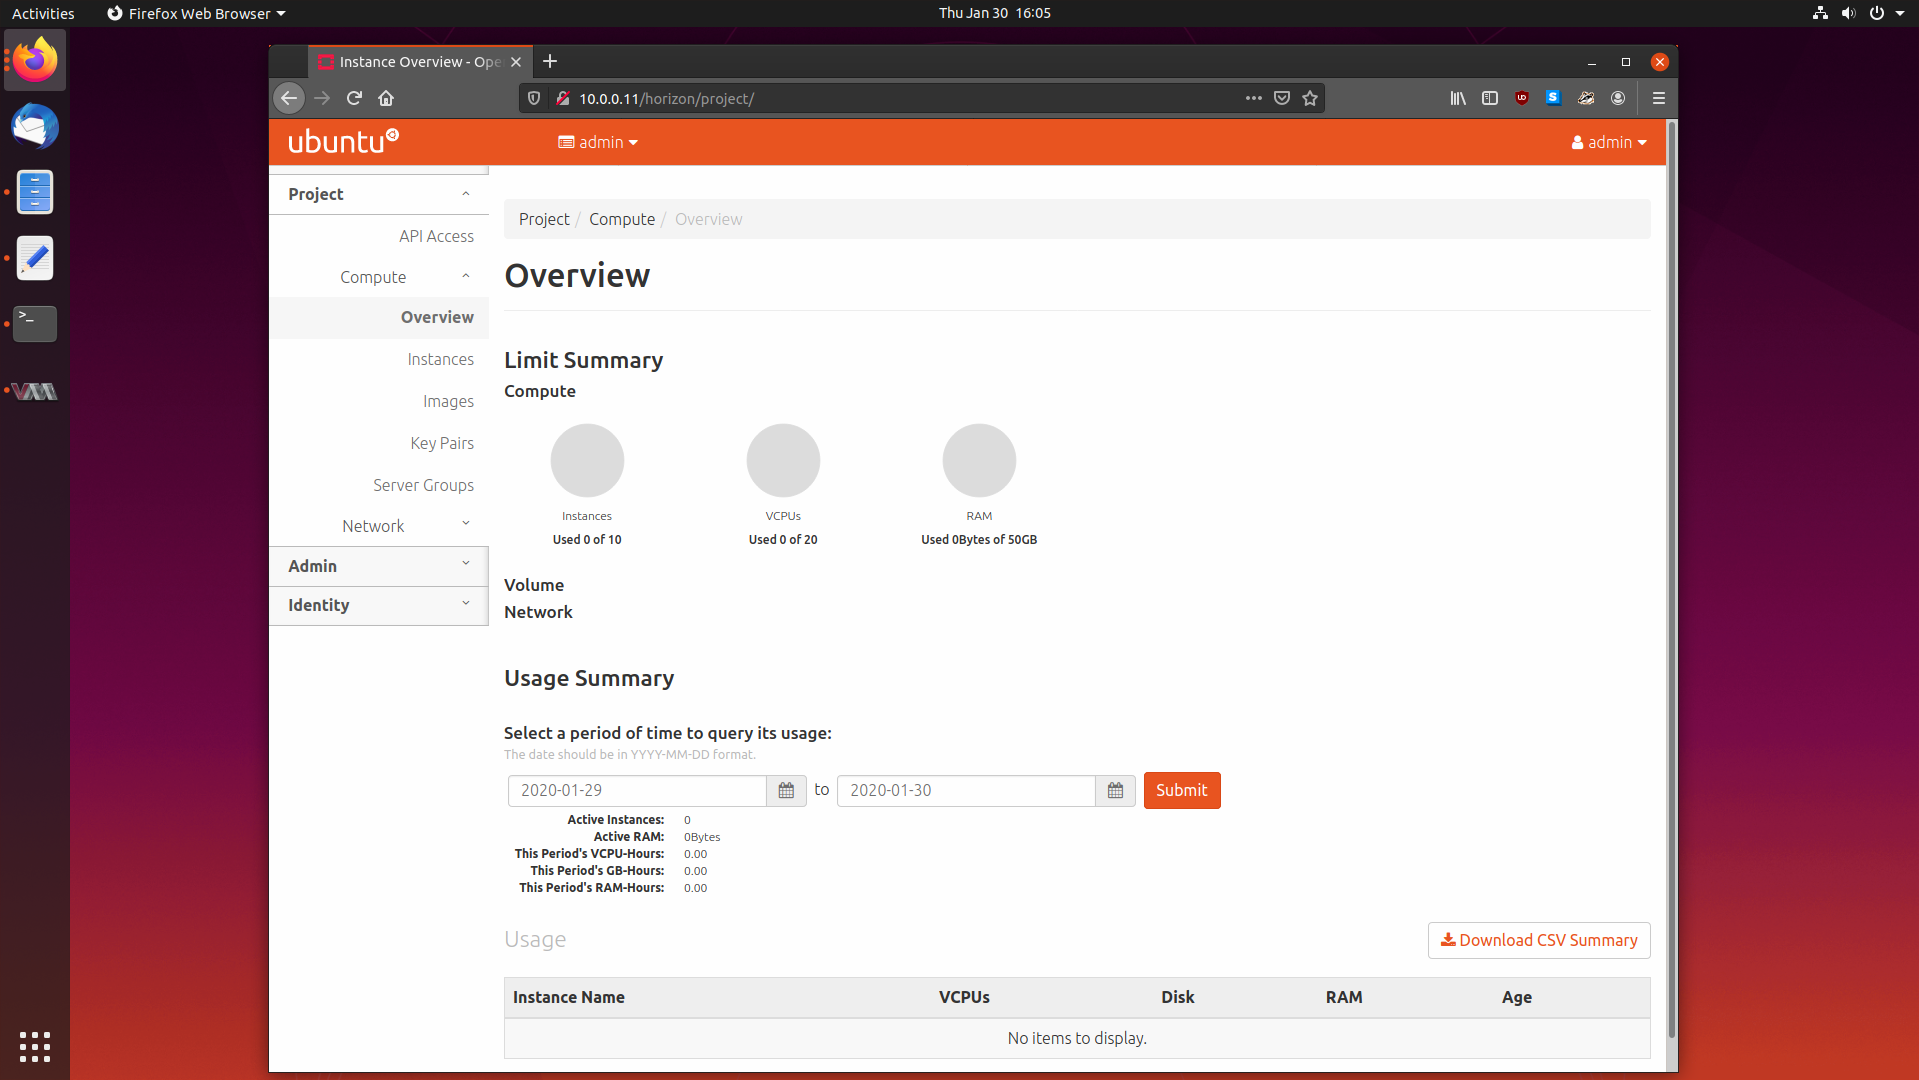 Activities
Firefox Web Browser
Thu Jan 30 16:05
Instance Overview - Ope
10.0.0.11/horizon/project/
ubuntu
admin
admin
Project
API Access
Compute
Overview
Instances
Images
Key Pairs
Server Groups
Network
Admin
Identity
Project / Compute / Overview
Overview
Limit Summary
Compute
Instances
Used 0 of 10
VCPUs
Used 0 of 20
RAM
Used 0Bytes of 50GB
Volume
Network
Usage Summary
Select a period of time to query its usage:
The date should be in YYYY-MM-DD format.
2020-01-29 to 2020-01-30 Submit
Active Instances: 0
Active RAM: 0Bytes
This Period's VCPU-Hours: 0.00
This Period's GB-Hours: 0.00
This Period's RAM-Hours: 0.00
Usage
Download CSV Summary
Instance Name VCPUs Disk RAM Age
No items to display.